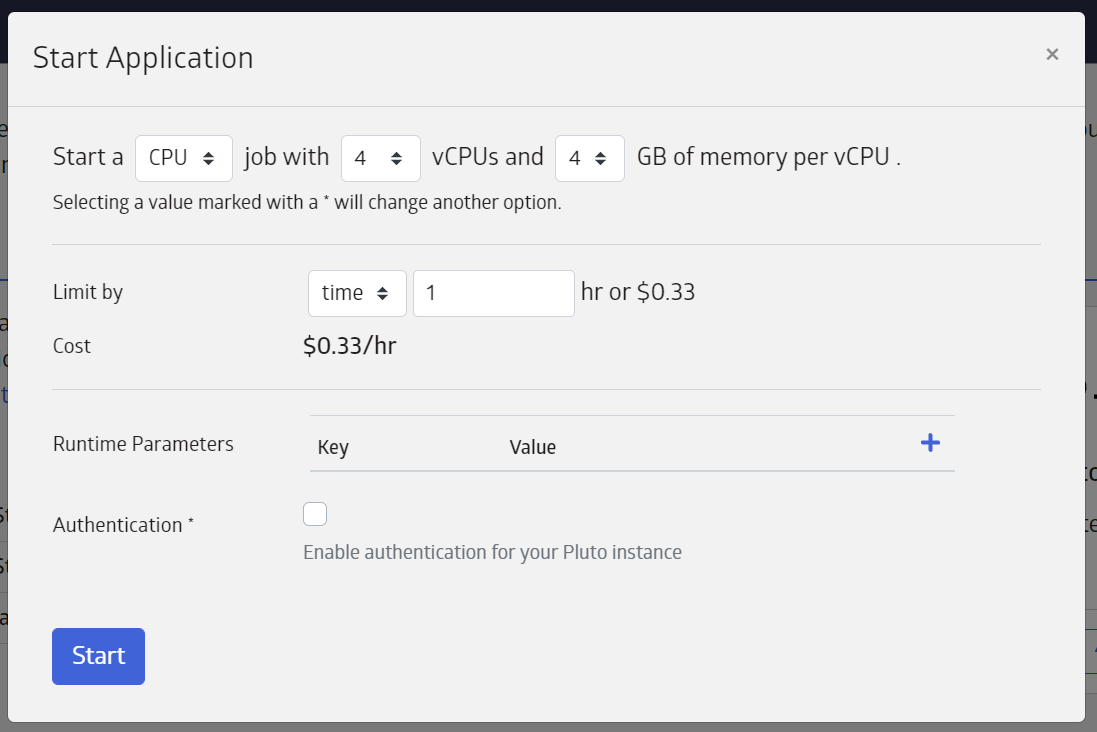 Start Application ×
Start a CPU job with 4 vCPUs and 4 GB of memory per vCPU .
Selecting a value marked with a * will change another option.
Limit by time 1 hr or $0.33
Cost $0.33/hr
Runtime Parameters Key Value +
Authentication *
Enable authentication for your Pluto instance
Start